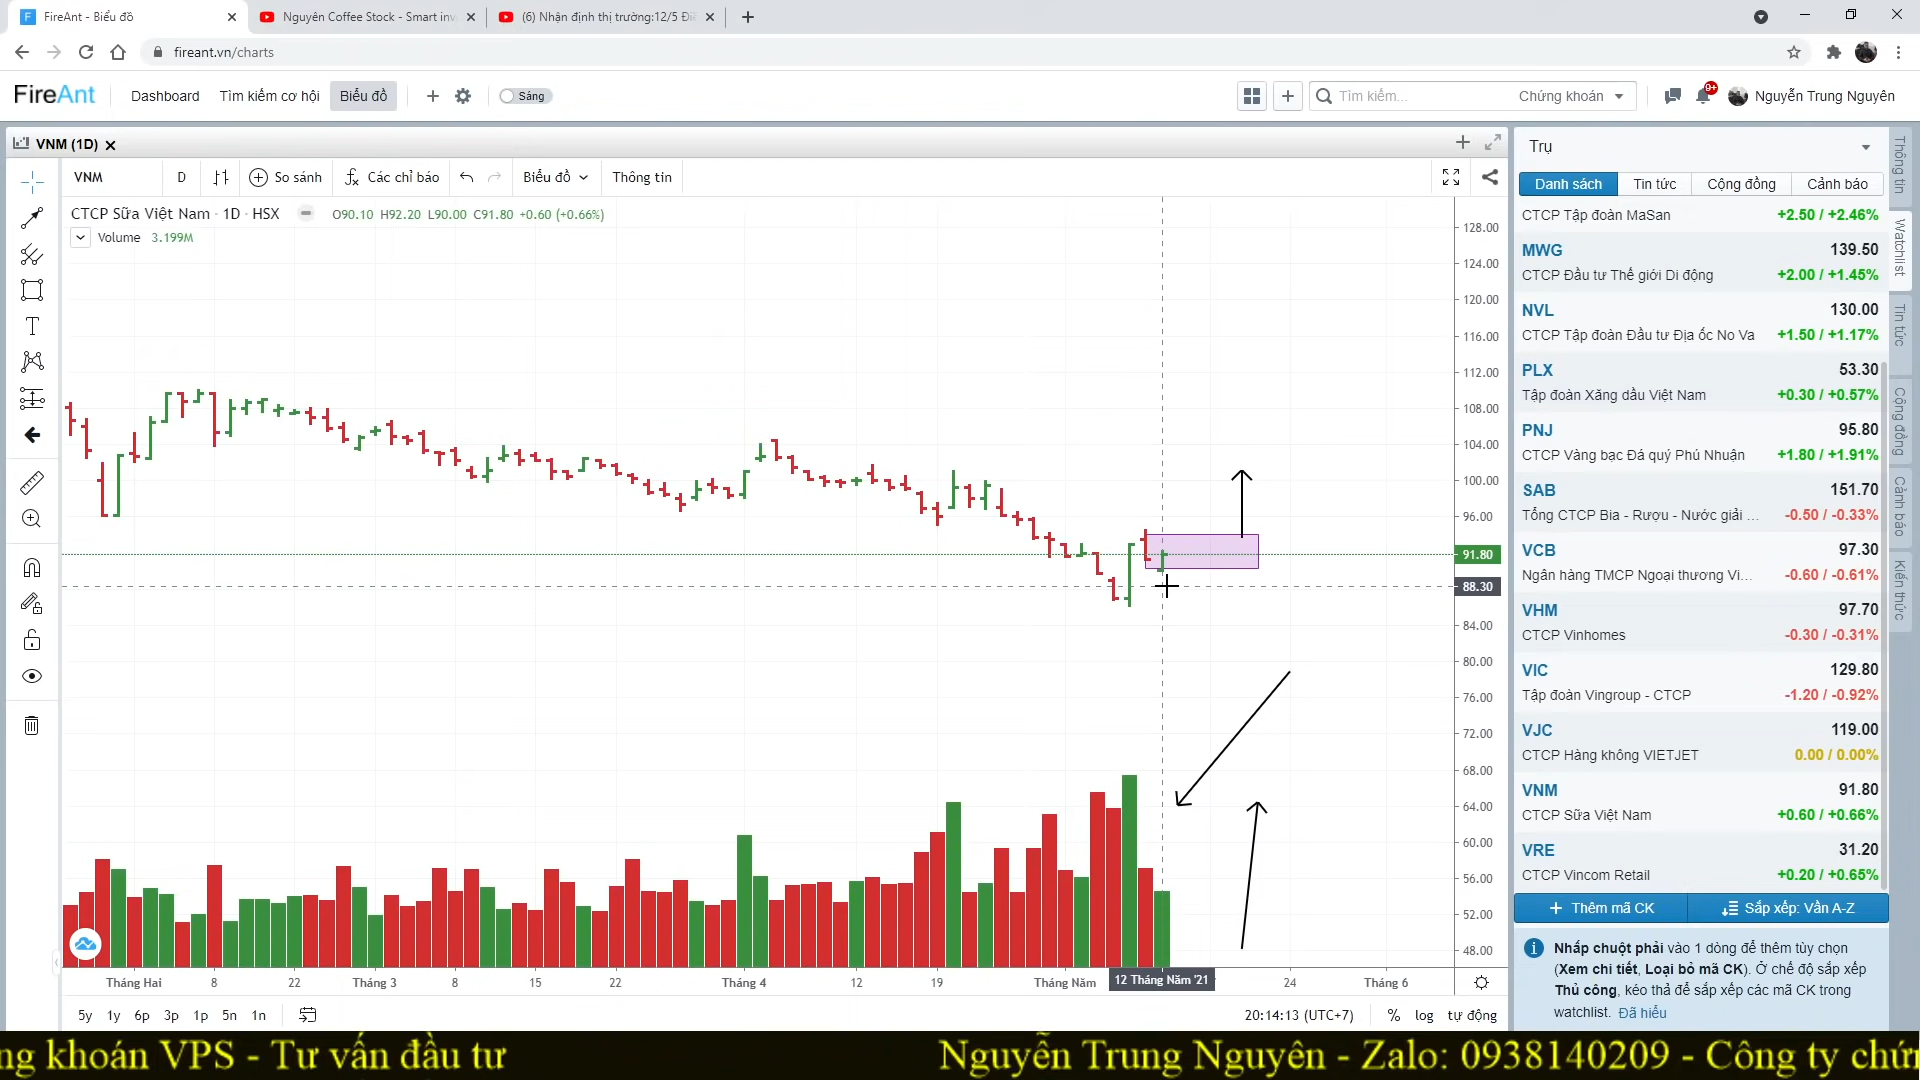 FireAnt - Biểu đồ
Nguyên Coffee Stock - Smart inv
(6) Nhận định thị trường:12/5
fireant.vn/charts
FireAnt
Dashboard
Tìm kiếm cơ hội
Biểu đồ
Sáng
Tìm kiếm...
Chứng khoán
9+
Nguyễn Trung Nguyên
VNM (1D)
VNM
D
So sánh
Các chỉ báo
Biểu đồ
Thông tin
CTCP Sữa Việt Nam · 1D · HSX
O90.10 H92.20 L90.00 C91.80 +0.60 (+0.66%)
Volume 3.199M
128.00
124.00
120.00
116.00
112.00
108.00
104.00
100.00
96.00
91.80
88.30
84.00
80.00
76.00
72.00
68.00
64.00
60.00
56.00
52.00
48.00
Tháng Hai
8
22
Tháng 3
8
15
22
Tháng 4
12
19
Tháng Năm
12 Tháng Năm '21
24
Tháng 6
5y 1y 6p 3p 1p 5n 1n
20:14:13 (UTC+7)
% log tự động
Trụ
Danh sách
Tin tức
Cộng đồng
Cảnh báo
CTCP Tập đoàn MaSan +2.50 / +2.46%
MWG 139.50
CTCP Đầu tư Thế giới Di động +2.00 / +1.45%
NVL 130.00
CTCP Tập đoàn Đầu tư Địa ốc No Va +1.50 / +1.17%
PLX 53.30
Tập đoàn Xăng dầu Việt Nam +0.30 / +0.57%
PNJ 95.80
CTCP Vàng bạc Đá quý Phú Nhuận +1.80 / +1.91%
SAB 151.70
Tổng CTCP Bia - Rượu - Nước giải ... -0.50 / -0.33%
VCB 97.30
Ngân hàng TMCP Ngoại thương Vi... -0.60 / -0.61%
VHM 97.70
CTCP Vinhomes -0.30 / -0.31%
VIC 129.80
Tập đoàn Vingroup - CTCP -1.20 / -0.92%
VJC 119.00
CTCP Hàng không VIETJET 0.00 / 0.00%
VNM 91.80
CTCP Sữa Việt Nam +0.60 / +0.66%
VRE 31.20
CTCP Vincom Retail +0.20 / +0.65%
Thêm mã CK
Sắp xếp: Vần A-Z
Nhấp chuột phải vào 1 dòng để thêm tùy chọn
(Xem chi tiết, Loại bỏ mã CK). Ở chế độ sắp xếp
Thủ công, kéo thả để sắp xếp các mã CK trong
watchlist. Đã hiểu
Thông tin
Watchlist
Tin tức
Cộng đồng
Cảnh báo
Kiến thức
ng khoán VPS - Tư vấn đầu tư
Nguyễn Trung Nguyên - Zalo: 0938140209 - Công ty chứn